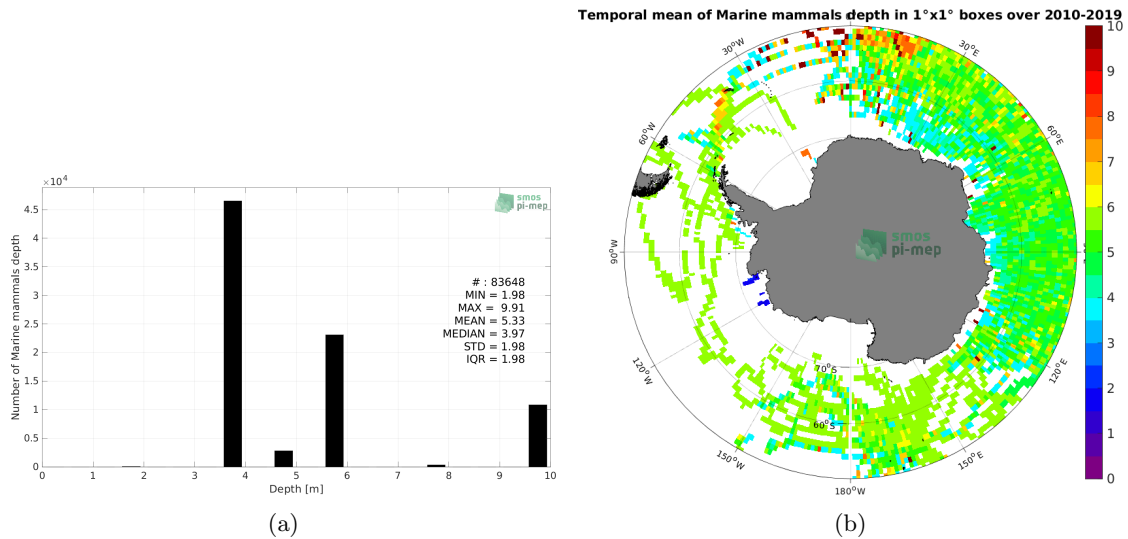 ×10⁴
4.5
4
3.5
3
2.5
2
1.5
1
0.5
0
Number of Marine mammals depth
smos
pi-mep
# : 83648
MIN = 1.98
MAX = 9.91
MEAN = 5.33
MEDIAN = 3.97
STD = 1.98
IQR = 1.98
0 1 2 3 4 5 6 7 8 9 10
Depth [m]
(a)
Temporal mean of Marine mammals depth in 1°x1° boxes over 2010-2019
30°W
30°E
60°W
60°E
90°W
120°W
120°E
150°W
150°E
180°W
70°S
60°S
smos
pi-mep
10
9
8
7
6
5
4
3
2
1
0
(b)